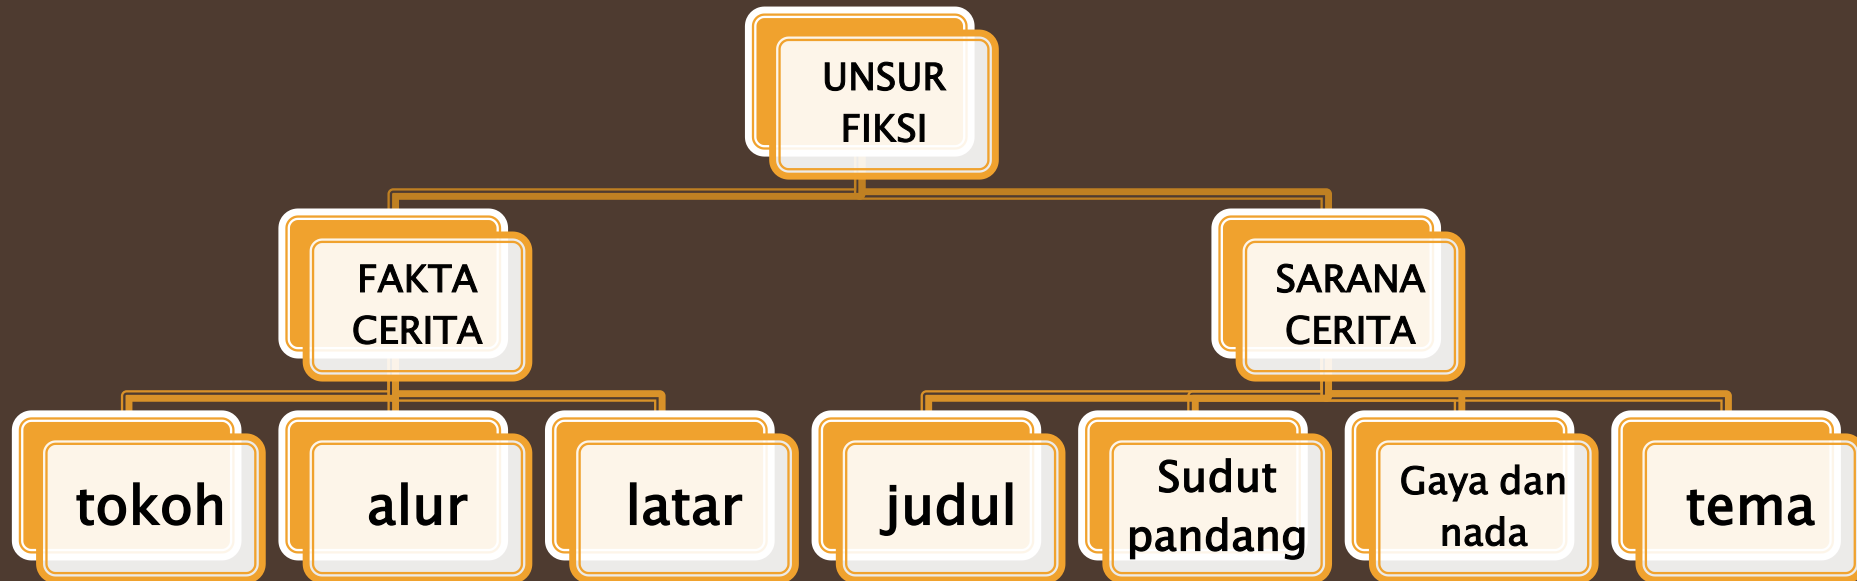 UNSUR
FIKSI
FAKTA
CERITA
SARANA
CERITA
tokoh
alur
latar
judul
Sudut
pandang
Gaya dan
nada
tema